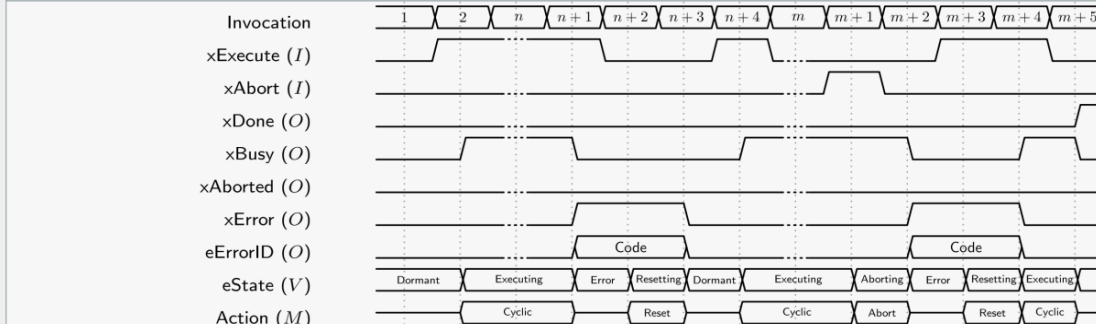 Invocation 1 2 n n + 1 n + 2 n + 3 n + 4 m m + 1 m + 2 m + 3 m + 4 m + 5
xExecute (I)
xAbort (I)
xDone (O)
xBusy (O)
xAborted (O)
xError (O)
eErrorID (O) Code Code
eState (V) Dormant Executing Error Resetting Dormant Executing Aborting Error Resetting Executing
Action (M) Cyclic Reset Cyclic Abort Reset Cyclic